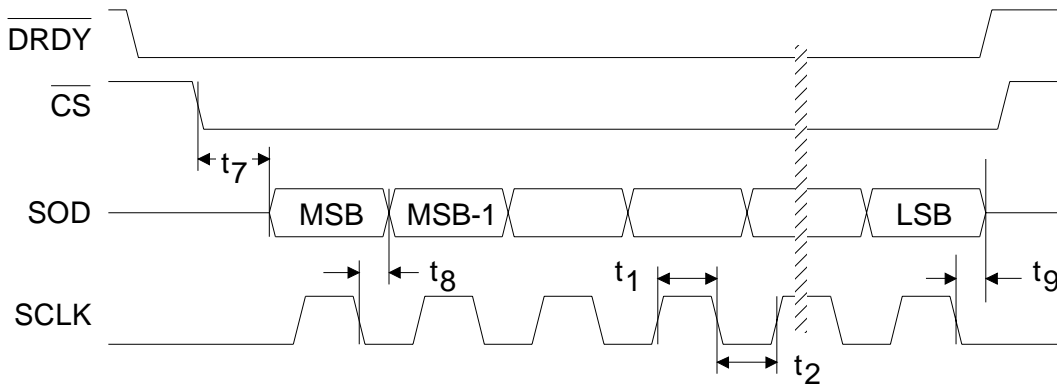 DRDY
CS
t7
SOD MSB MSB-1 LSB
t8 t1 t9
SCLK
t2